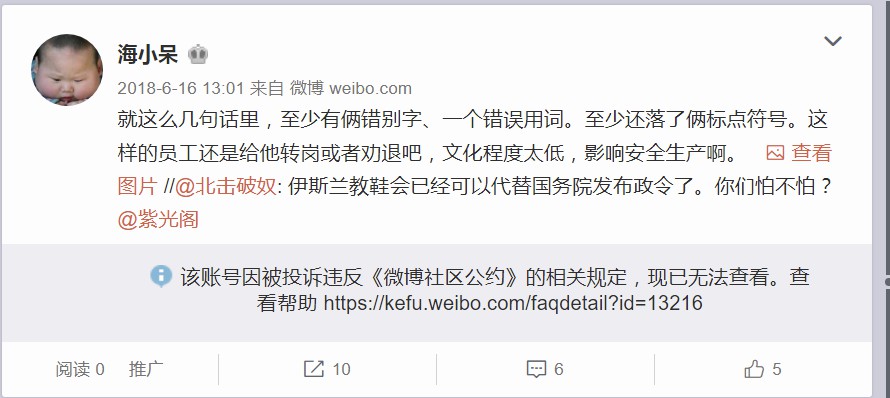 海小呆
2018-6-16 13:01 来自 微博 weibo.com
就这么几句话里，至少有俩错别字、一个错误用词。至少还落了俩标点符号。这
样的员工还是给他转岗或者劝退吧，文化程度太低，影响安全生产啊。 查看
图片 //@北击破奴: 伊斯兰教鞋会已经可以代替国务院发布政令了。你们怕不怕？
@紫光阁
该账号因被投诉违反《微博社区公约》的相关规定，现已无法查看。查
看帮助 https://kefu.weibo.com/faqdetail?id=13216
阅读 0 推广 10 6 5